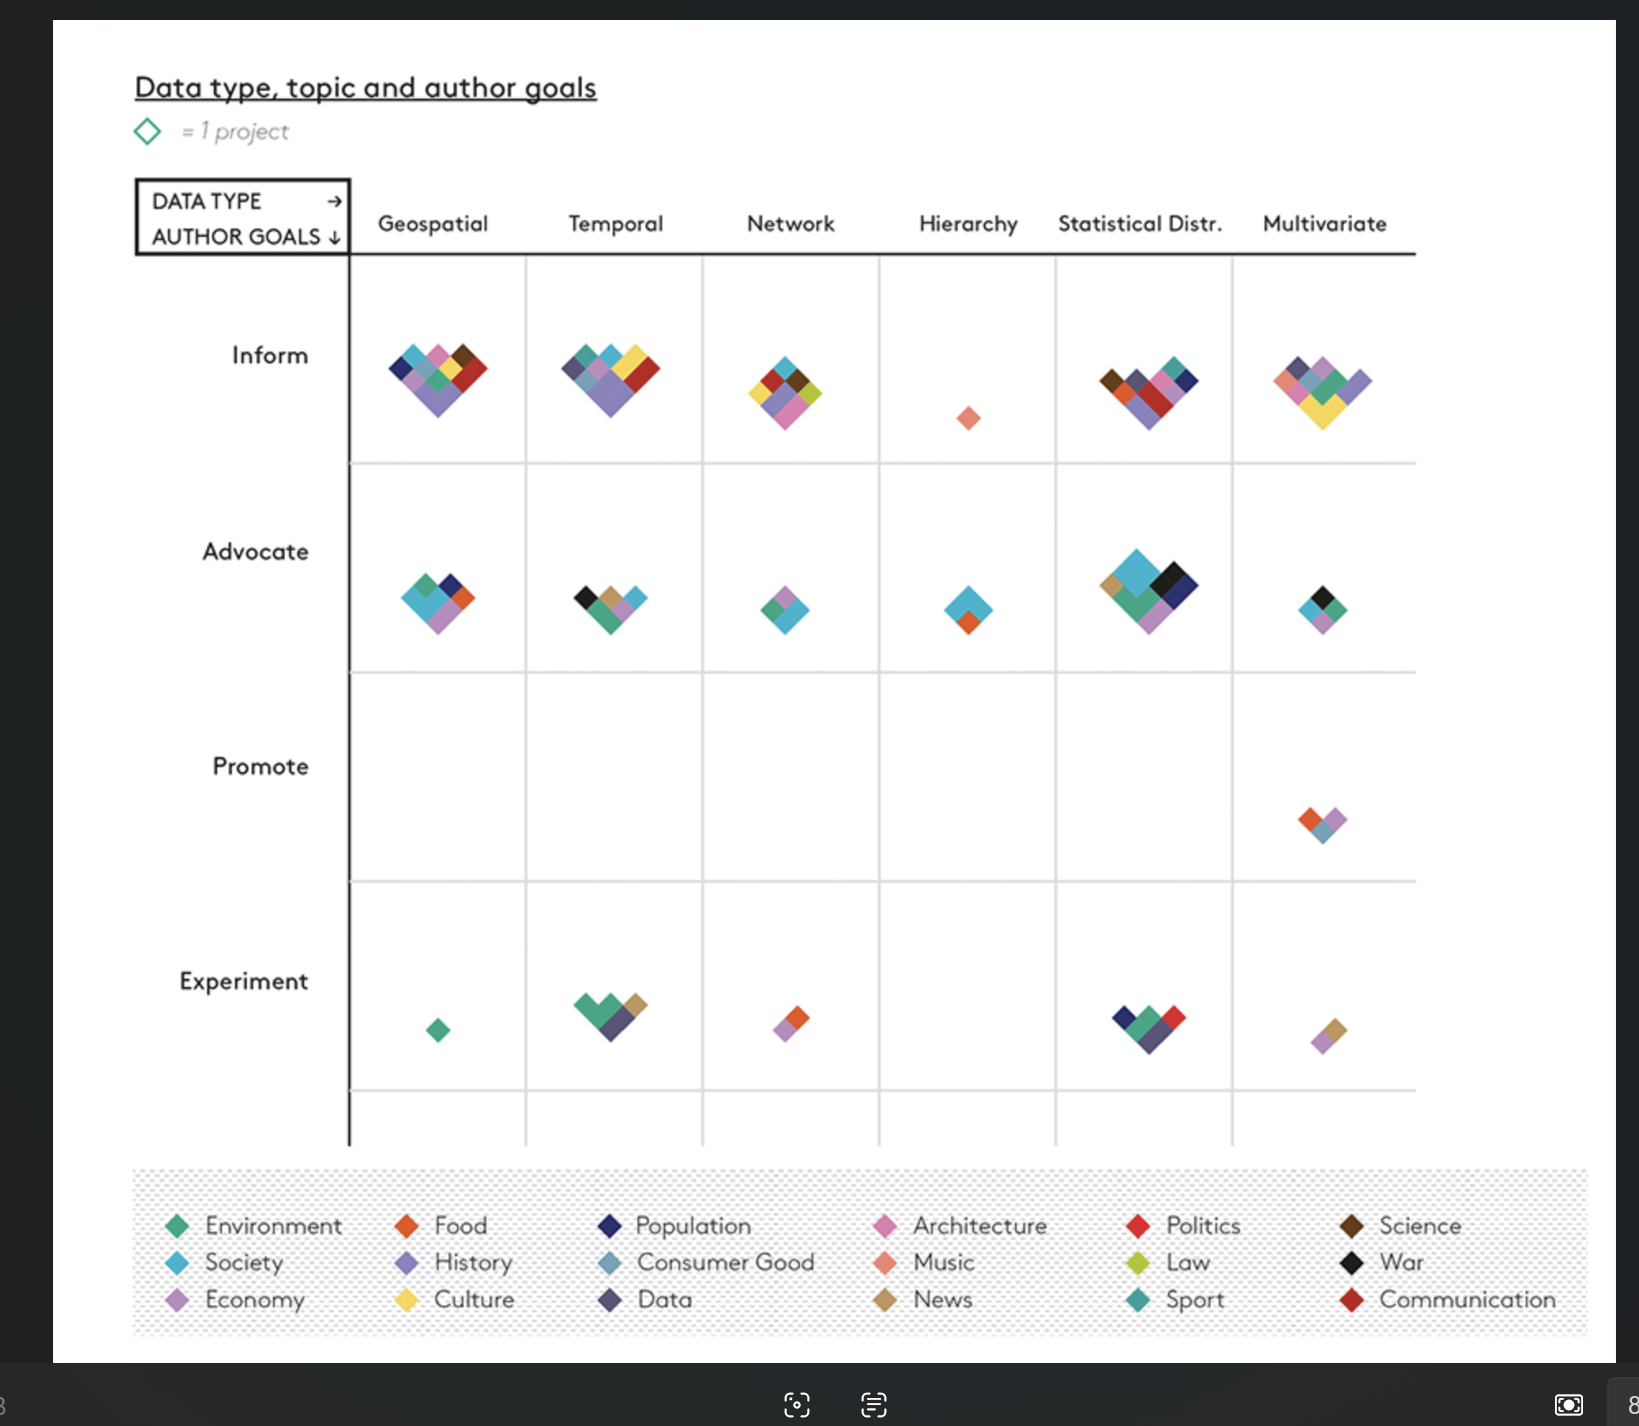 Data type, topic and author goals
= 1 project
DATA TYPE →
AUTHOR GOALS ↓
Geospatial Temporal Network Hierarchy Statistical Distr. Multivariate
Inform
Advocate
Promote
Experiment
Environment Food Population Architecture Politics Science
Society History Consumer Good Music Law War
Economy Culture Data News Sport Communication